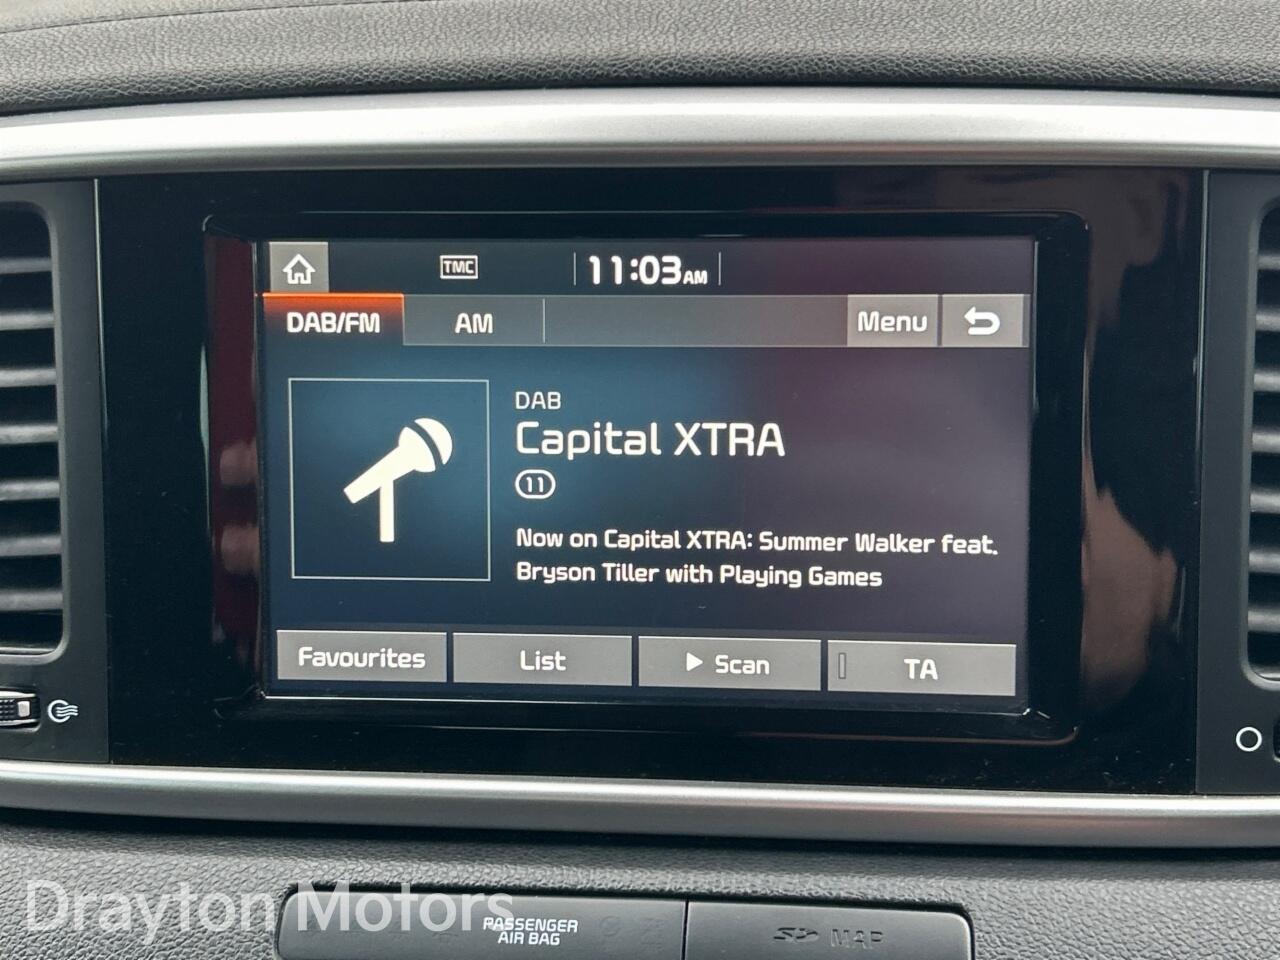 TMC
11:03AM
DAB/FM
AM
Menu
DAB
Capital XTRA
11
Now on Capital XTRA: Summer Walker feat.
Bryson Tiller with Playing Games
Favourites
List
Scan
TA
Drayton Motors
PASSENGER
AIR BAG
SD MAP